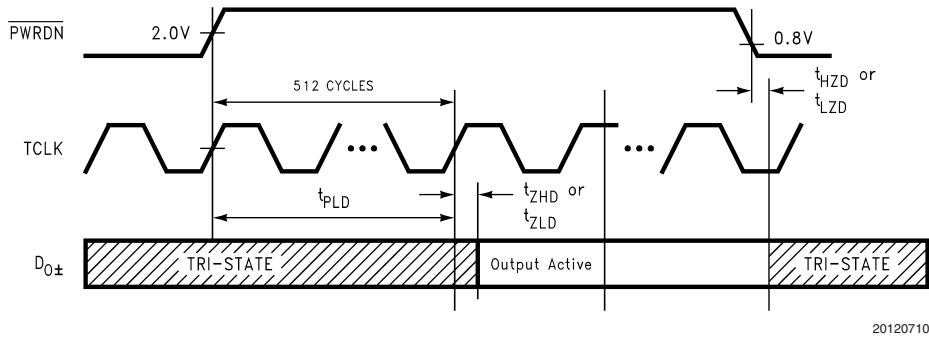 PWRDN
2.0V
0.8V
512 CYCLES
tHZD or
tLZD
TCLK
tPLD
tZHD or
tZLD
DO±
TRI-STATE
Output Active
TRI-STATE
20120710